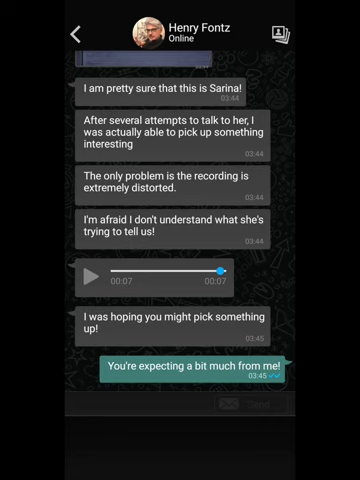 Henry Fontz
Online
I am pretty sure that this is Sarina!
03:44
After several attempts to talk to her, I
was actually able to pick up something
interesting
03:44
The only problem is the recording is
extremely distorted.
03:44
I'm afraid I don't understand what she's
trying to tell us!
03:44
00:07
00:07
I was hoping you might pick something
up!
03:45
You're expecting a bit much from me!
03:45
Send